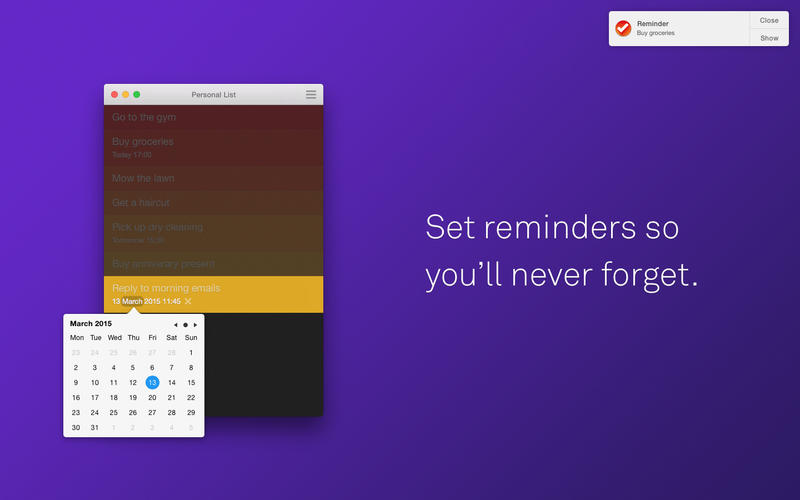 Reminder
Buy groceries
Close
Show
Personal List
Go to the gym
Buy groceries
Today 17:00
Mow the lawn
Get a haircut
Pick up dry cleaning
Tomorrow 15:30
Buy anniverary present
Reply to morning emails
13 March 2015 11:45
March 2015
Mon Tue Wed Thu Fri Sat Sun
23 24 25 26 27 28 1
2 3 4 5 6 7 8
9 10 11 12 13 14 15
16 17 18 19 20 21 22
23 24 25 26 27 28 29
30 31 1 2 3 4 5
Set reminders so
you’ll never forget.